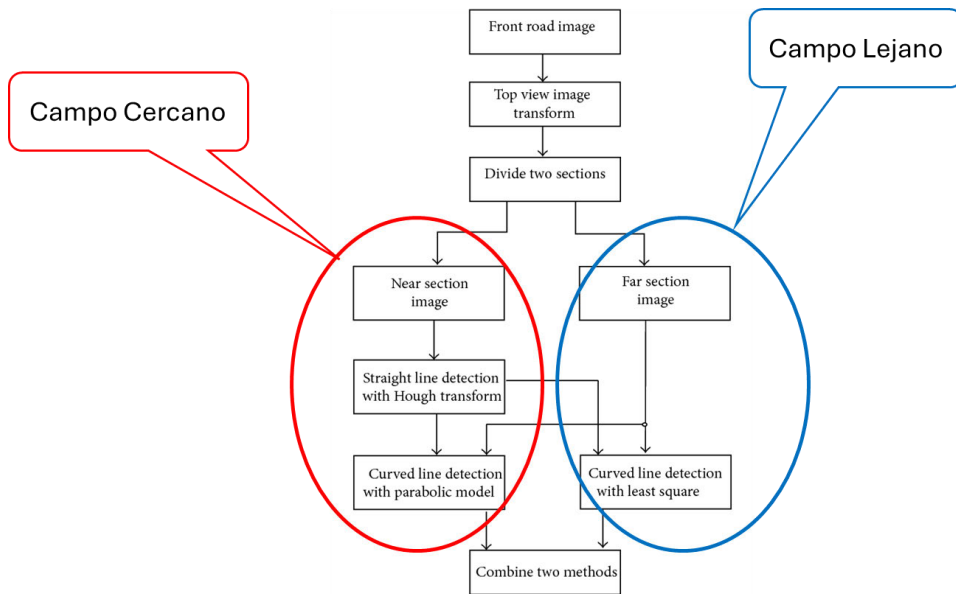 Front road image
Campo Lejano
Campo Cercano
Top view image
transform
Divide two sections
Near section
image
Far section
image
Straight line detection
with Hough transform
Curved line detection
with parabolic model
Curved line detection
with least square
Combine two methods